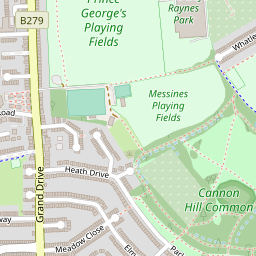 Prince
George's
Playing
Fields
Raynes
Park
B279
Messines
Playing
Fields
Heath Drive
Grand Drive
Cannon
Hill Common
Meadow Close